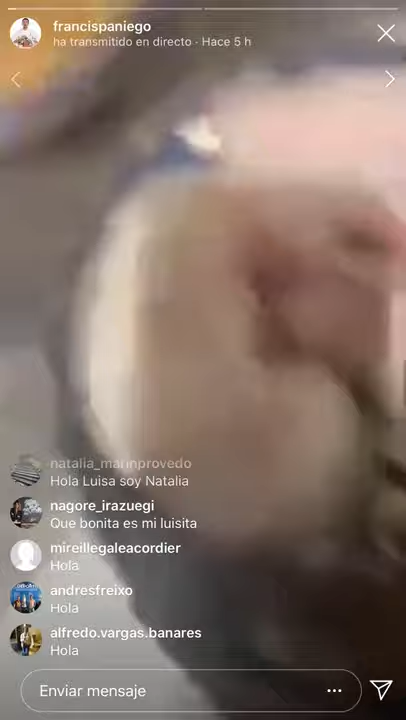 francispaniego
ha transmitido en directo · Hace 5 h
natalia_marinprovedo
Hola Luisa soy Natalia
nagore_irazuegi
Que bonita es mi luisita
mireillegaleacordier
Hola
andresfreixo
Hola
alfredo.vargas.banares
Hola
Enviar mensaje